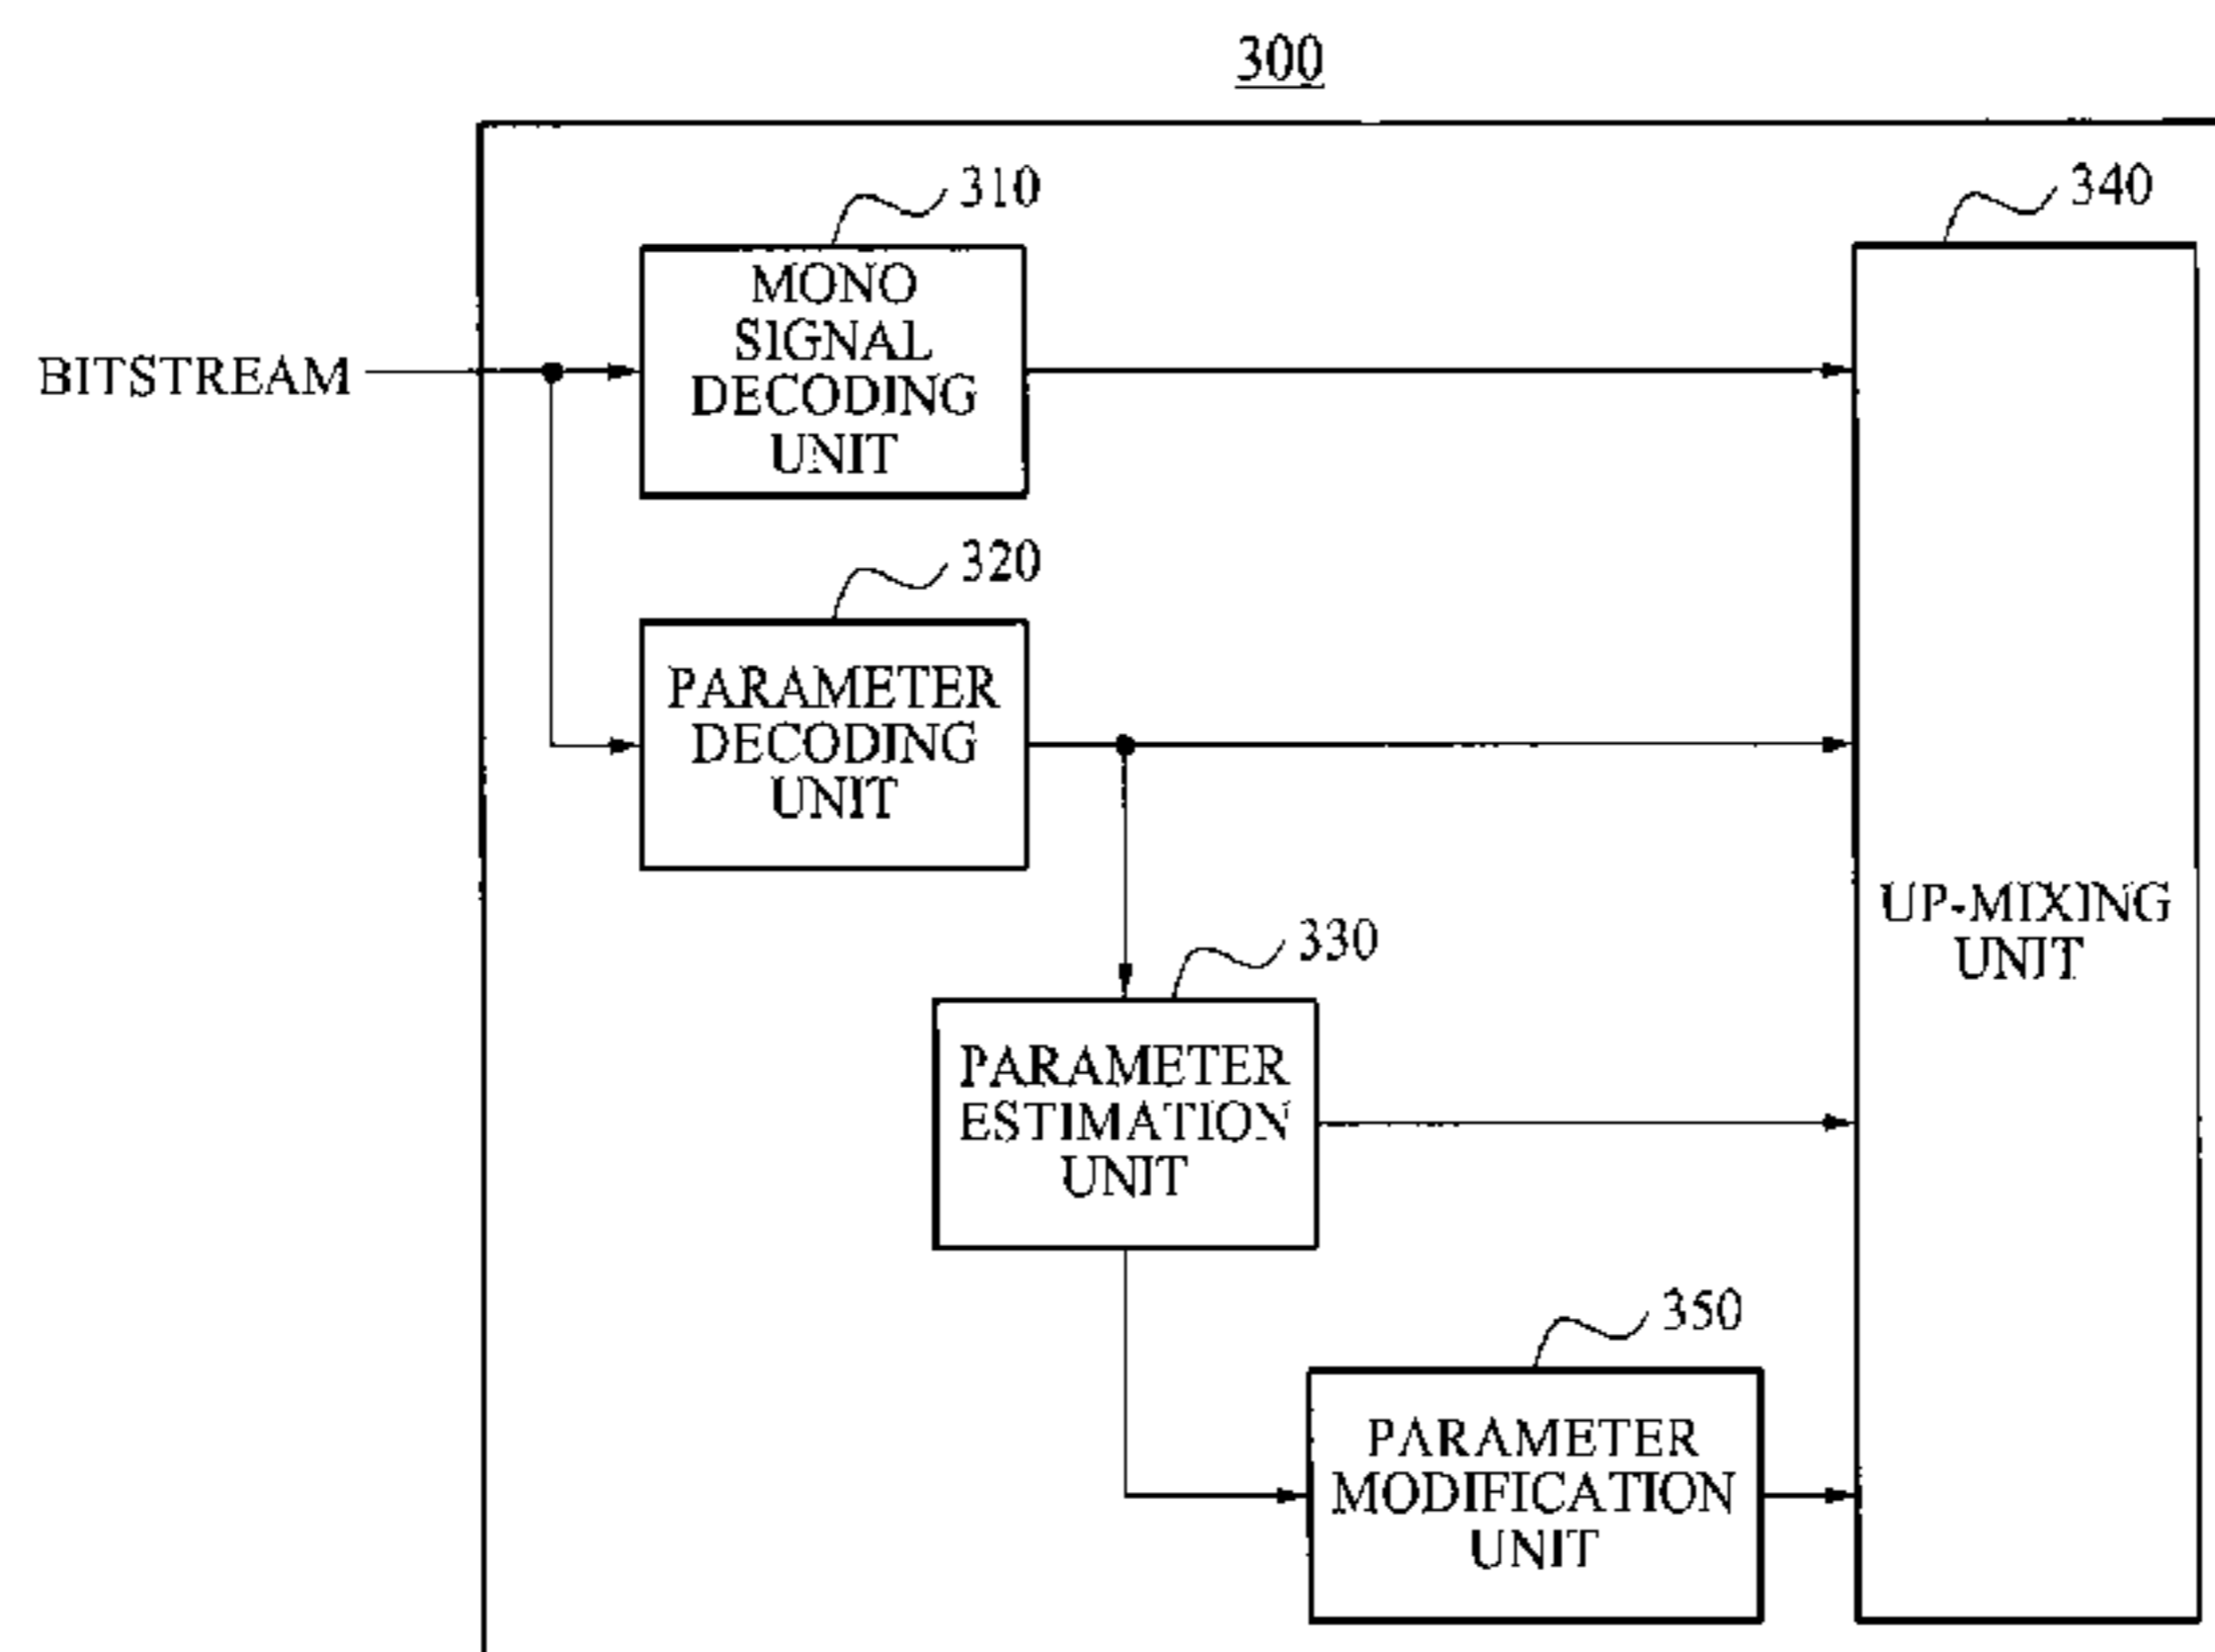 300
310
340
MONO
SIGNAL
DECODING
UNIT
BITSTREAM
320
PARAMETER
DECODING
UNIT
UP-MIXING
UNIT
330
PARAMETER
ESTIMATION
UNIT
350
PARAMETER
MODIFICATION
UNIT